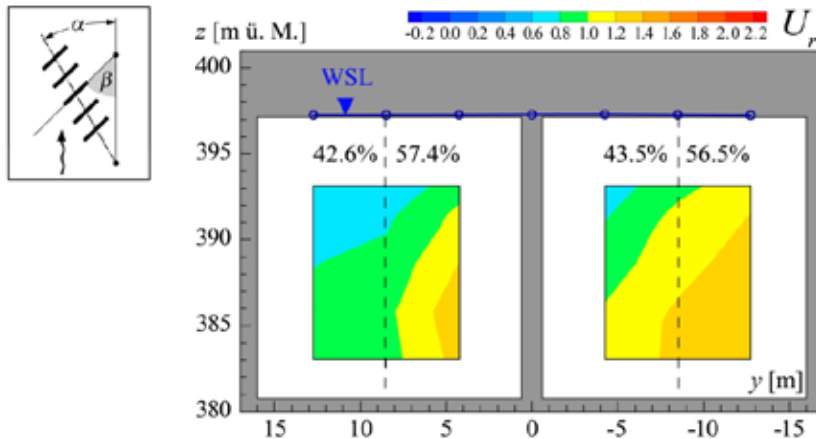 α
β
z [m ü. M.]
-0.2 0.0 0.2 0.4 0.6 0.8 1.0 1.2 1.4 1.6 1.8 2.0 2.2
U_r
400
395
390
385
380
WSL
42.6% 57.4%
43.5% 56.5%
y [m]
15 10 5 0 -5 -10 -15